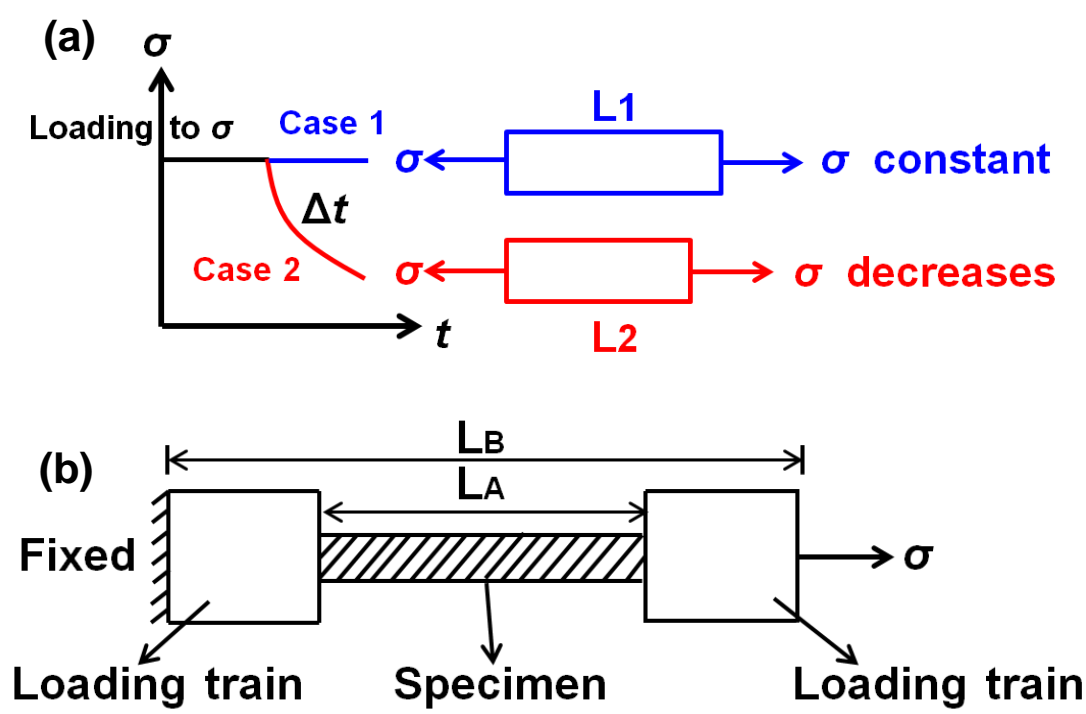 (a)
σ
Loading to σ
Case 1
L1
σ
σ constant
Δt
Case 2
σ
σ decreases
t
L2
(b)
LB
LA
Fixed
σ
Loading train
Specimen
Loading train